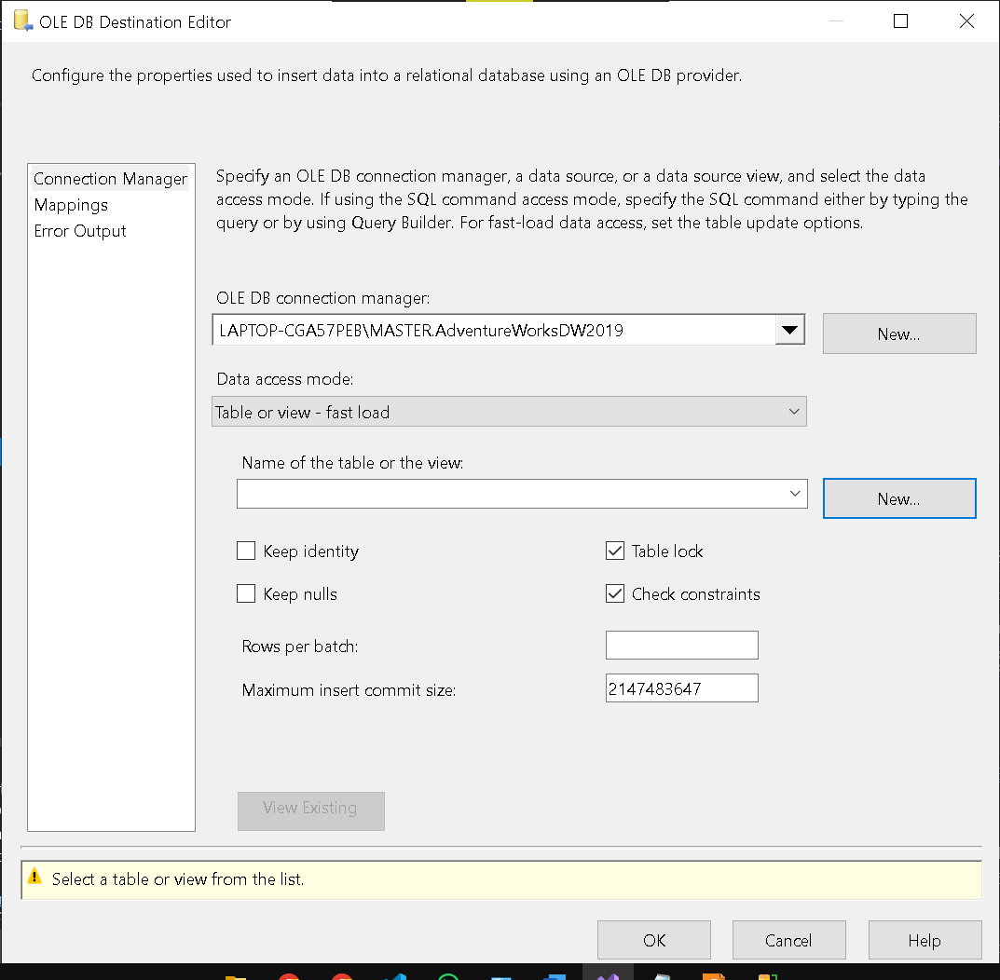 OLE DB Destination Editor
Configure the properties used to insert data into a relational database using an OLE DB provider.
Connection Manager
Mappings
Error Output
Specify an OLE DB connection manager, a data source, or a data source view, and select the data
access mode. If using the SQL command access mode, specify the SQL command either by typing the
query or by using Query Builder. For fast-load data access, set the table update options.
OLE DB connection manager:
LAPTOP-CGA57PEB\MASTER.AdventureWorksDW2019
New...
Data access mode:
Table or view - fast load
Name of the table or the view:
New...
Keep identity
Table lock
Keep nulls
Check constraints
Rows per batch:
Maximum insert commit size:
2147483647
View Existing
Select a table or view from the list.
OK
Cancel
Help